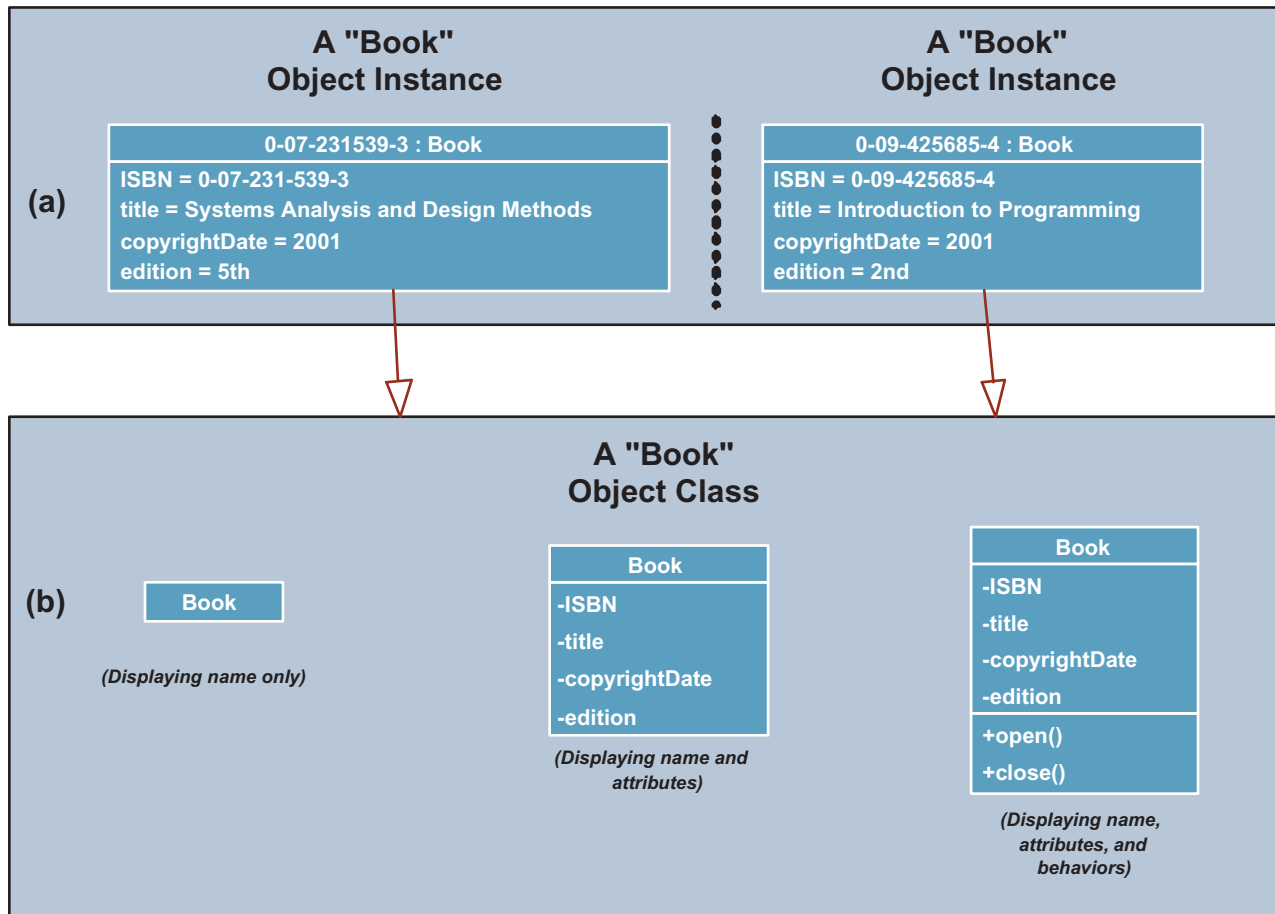 A "Book"
Object Instance
A "Book"
Object Instance
(a)
0-07-231539-3 : Book
ISBN = 0-07-231-539-3
title = Systems Analysis and Design Methods
copyrightDate = 2001
edition = 5th
0-09-425685-4 : Book
ISBN = 0-09-425685-4
title = Introduction to Programming
copyrightDate = 2001
edition = 2nd
A "Book"
Object Class
(b)
Book
(Displaying name only)
Book
-ISBN
-title
-copyrightDate
-edition
(Displaying name and
attributes)
Book
-ISBN
-title
-copyrightDate
-edition
+open()
+close()
(Displaying name,
attributes, and
behaviors)